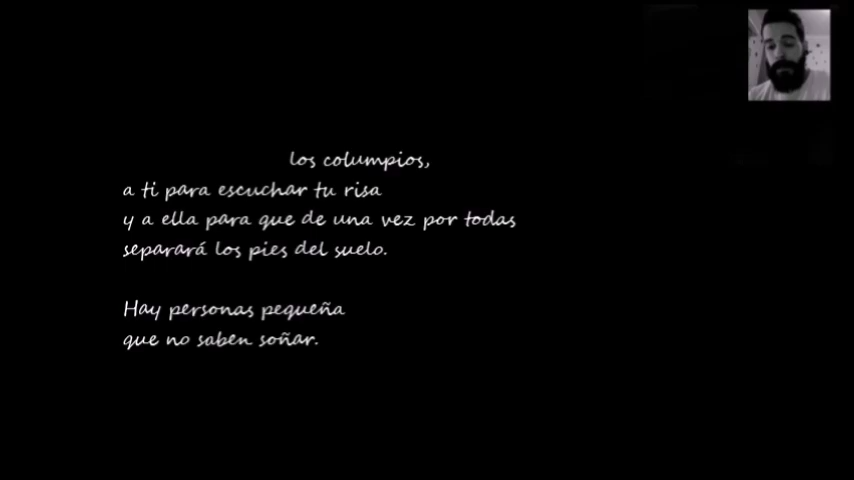 los columpios,
a ti para escuchar tu risa
y a ella para que de una vez por todas
separará los pies del suelo.
Hay personas pequeña
que no saben soñar.